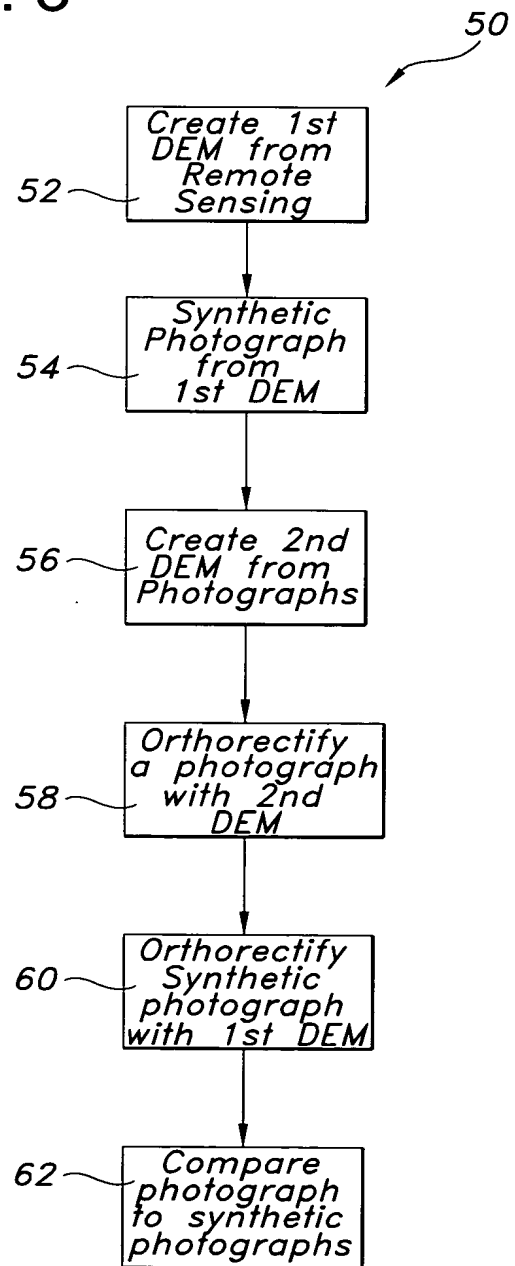 50
Create 1st
DEM from
Remote
Sensing
52
Synthetic
Photograph
from
1st DEM
54
Create 2nd
DEM from
Photographs
56
Orthorectify
a photograph
with 2nd
DEM
58
Orthorectify
Synthetic
photograph
with 1st DEM
60
Compare
photograph
to synthetic
photographs
62